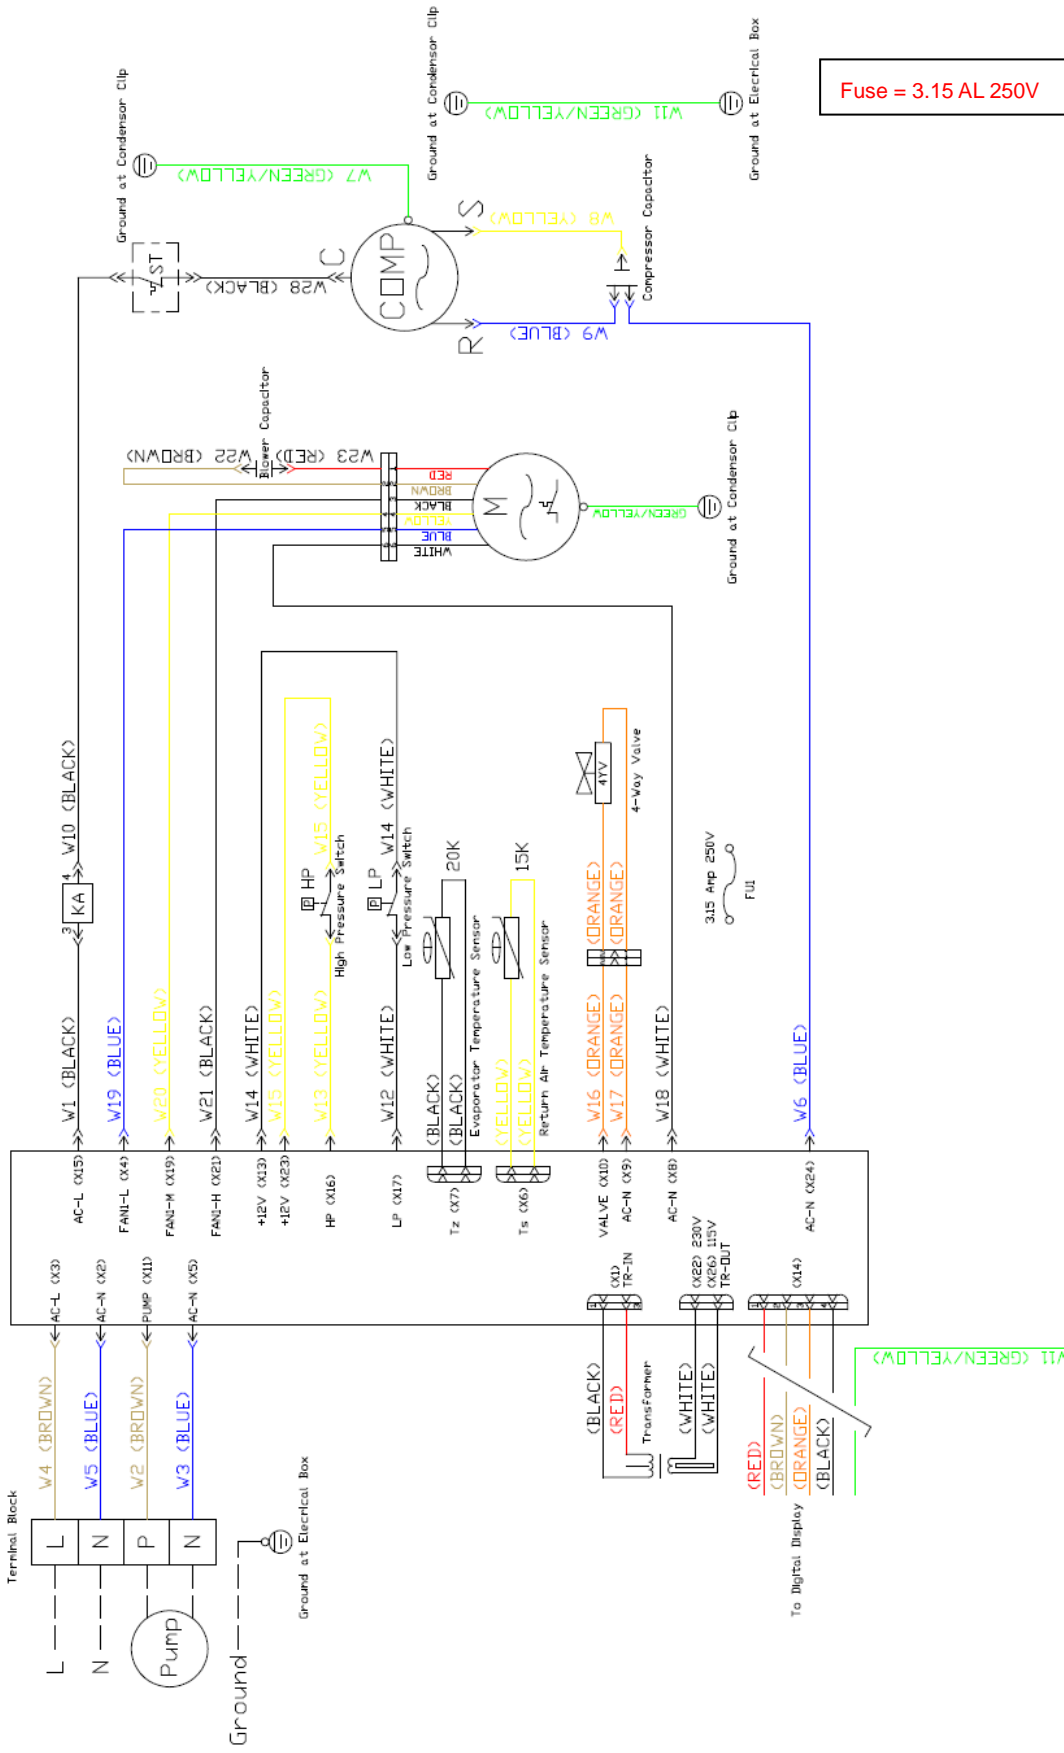 Fuse = 3.15 AL 250V
Ground at Condensor Clip
Ground at Condensor Clip
W7 (GREEN/YELLOW)
W11 (GREEN/YELLOW)
Ground at Elecrical Box
ST
W28 (BLACK)
C
COMP
S
R
W8 (YELLOW)
W9 (BLUE)
Compressor Capacitor
W22 (BROWN)
W23 (RED)
Blower Capacitor
RED
BROWN
BLACK
YELLOW
BLUE
WHITE
M
GREEN/YELLOW
Ground at Condensor Clip
W10 (BLACK)
3
KA
4
W15 (YELLOW)
P
HP
High Pressure Switch
W14 (WHITE)
P
LP
Low Pressure Switch
20K
Evaporator Temperature Sensor
15K
Return Air Temperature Sensor
4YV
4-Way Valve
(ORANGE)
(ORANGE)
3.15 Amp 250V
FU1
W1 (BLACK)
W19 (BLUE)
W20 (YELLOW)
W21 (BLACK)
W14 (WHITE)
W15 (YELLOW)
W13 (YELLOW)
W12 (WHITE)
(BLACK)
(BLACK)
(YELLOW)
(YELLOW)
W16 (ORANGE)
W17 (ORANGE)
W18 (WHITE)
W6 (BLUE)
AC-L (X15)
FAN1-L (X4)
FAN1-M (X19)
FAN1-H (X21)
+12V (X13)
+12V (X23)
HP (X16)
LP (X17)
Tz (X7)
Ts (X6)
VALVE (X10)
AC-N (X9)
AC-N (X8)
AC-N (X24)
AC-L (X3)
AC-N (X2)
PUMP (X11)
AC-N (X5)
(X1)
TR-IN
(X22) 230V
(X26) 115V
TR-OUT
(X14)
1
2
3
4
W4 (BROWN)
W5 (BLUE)
W2 (BROWN)
W3 (BLUE)
(BLACK)
(RED)
Transformer
(WHITE)
(WHITE)
(RED)
(BROWN)
(ORANGE)
(BLACK)
W11 (GREEN/YELLOW)
To Digital Display
Terminal Block
L
N
P
N
L
N
Pump
Ground
Ground at Elecrical Box